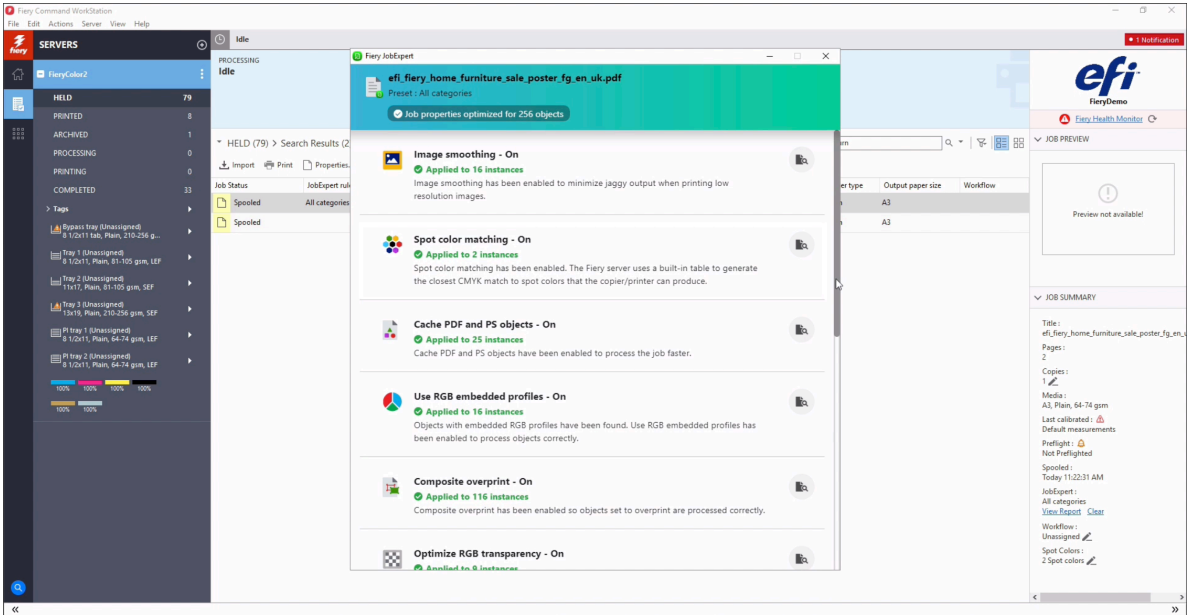 Fiery Command WorkStation
File Edit Actions Server View Help
fiery
SERVERS
FieryColor2
HELD 79
PRINTED 8
ARCHIVED 1
PROCESSING 0
PRINTING 0
COMPLETED 33
Tags
Bypass tray (Unassigned)
8 1/2x11 tab, Plain, 210-256 g...
Tray 1 (Unassigned)
8 1/2x11, Plain, 81-105 gsm, LEF
Tray 2 (Unassigned)
11x17, Plain, 81-105 gsm, SEF
Tray 3 (Unassigned)
13x19, Plain, 210-256 gsm, SEF
PI tray 1 (Unassigned)
8 1/2x11, Plain, 64-74 gsm, LEF
PI tray 2 (Unassigned)
8 1/2x11, Plain, 64-74 gsm, LEF
100% 100% 100% 100%
100% 100%
Idle
PROCESSING
Idle
HELD (79) > Search Results (2
Import Print Properties.
Job Status JobExpert rul
Spooled All categories
Spooled
Fiery JobExpert
efi_fiery_home_furniture_sale_poster_fg_en_uk.pdf
Preset : All categories
Job properties optimized for 256 objects
Image smoothing - On
Applied to 16 instances
Image smoothing has been enabled to minimize jaggy output when printing low
resolution images.
Spot color matching - On
Applied to 2 instances
Spot color matching has been enabled. The Fiery server uses a built-in table to generate
the closest CMYK match to spot colors that the copier/printer can produce.
Cache PDF and PS objects - On
Applied to 25 instances
Cache PDF and PS objects have been enabled to process the job faster.
Use RGB embedded profiles - On
Applied to 16 instances
Objects with embedded RGB profiles have been found. Use RGB embedded profiles has
been enabled to process objects correctly.
Composite overprint - On
Applied to 116 instances
Composite overprint has been enabled so objects set to overprint are processed correctly.
Optimize RGB transparency - On
Applied to 9 instances
er type Output paper size Workflow
A3
A3
1 Notification
efi
FieryDemo
Fiery Health Monitor
JOB PREVIEW
Preview not available!
JOB SUMMARY
Title :
efi_fiery_home_furniture_sale_poster_fg_en_u
Pages :
2
Copies :
1
Media :
A3, Plain, 64-74 gsm
Last calibrated :
Default measurements
Preflight :
Not Preflighted
Spooled :
Today 11:22:31 AM
JobExpert :
All categories
View Report Clear
Workflow :
Unassigned
Spot Colors :
2 Spot colors